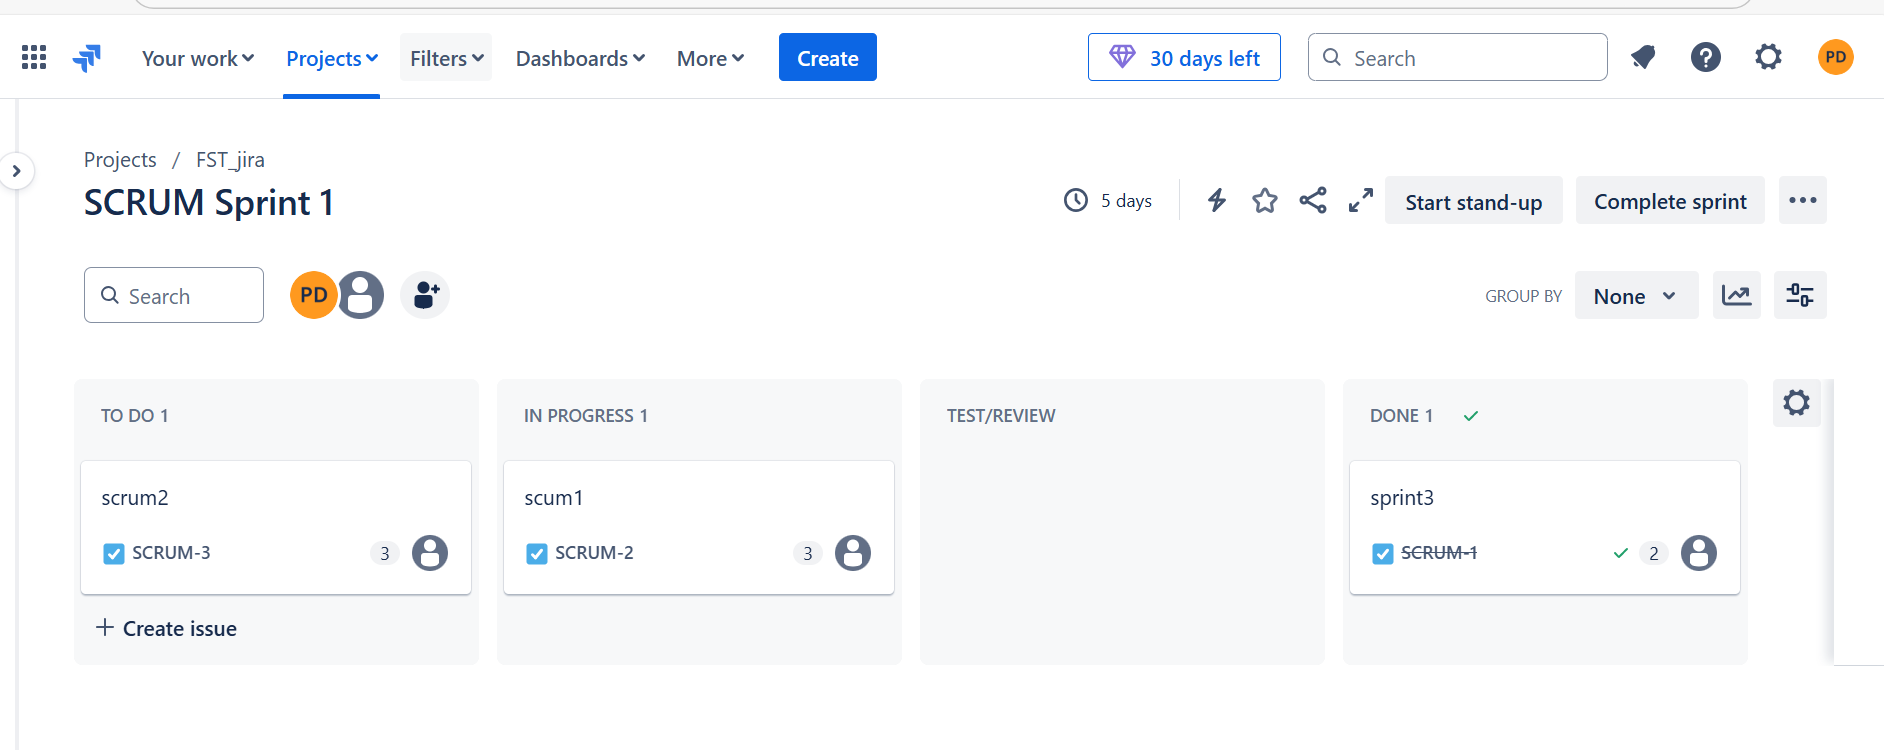 Your work Projects Filters Dashboards More Create 30 days left Search PD
Projects / FST_jira
SCRUM Sprint 1
5 days Start stand-up Complete sprint
Search PD GROUP BY None
TO DO 1
scrum2
SCRUM-3 3
Create issue
IN PROGRESS 1
scum1
SCRUM-2 3
TEST/REVIEW
DONE 1
sprint3
SCRUM-1 2